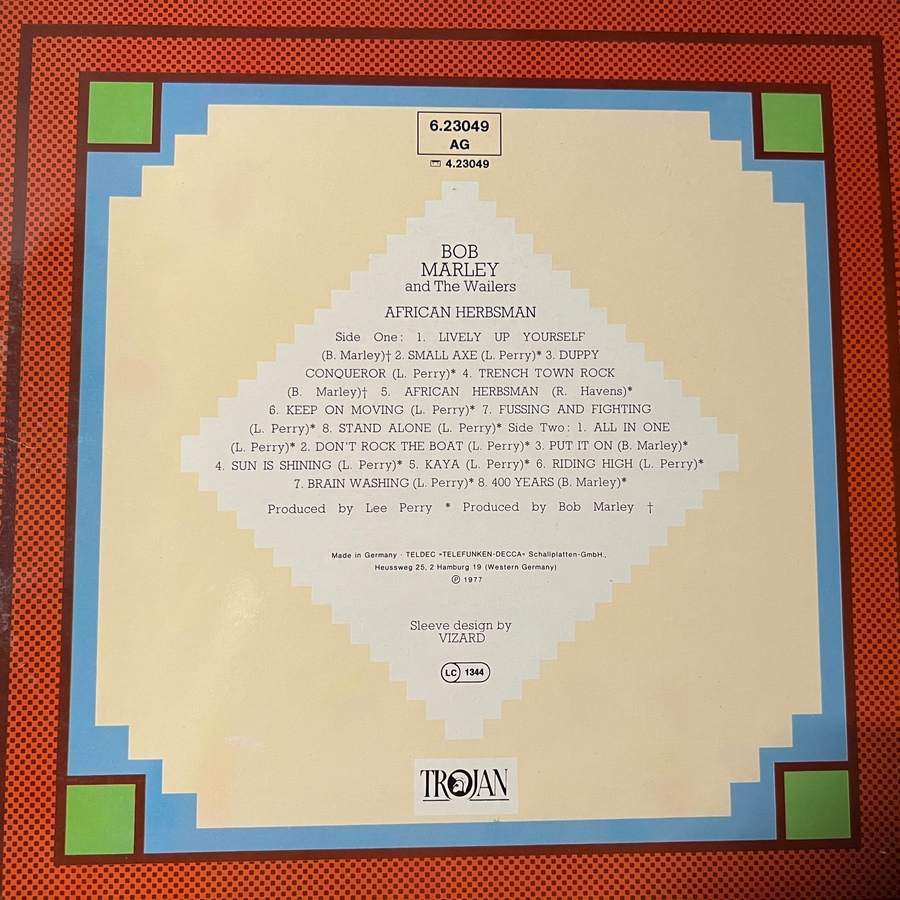 6.23049
AG
4.23049
BOB
MARLEY
and The Wailers
AFRICAN HERBSMAN
Side One: 1. LIVELY UP YOURSELF
(B. Marley)† 2. SMALL AXE (L. Perry)* 3. DUPPY
CONQUEROR (L. Perry)* 4. TRENCH TOWN ROCK
(B. Marley)† 5. AFRICAN HERBSMAN (R. Havens)*
6. KEEP ON MOVING (L. Perry)* 7. FUSSING AND FIGHTING
(L. Perry)* 8. STAND ALONE (L. Perry)* Side Two: 1. ALL IN ONE
(L. Perry)* 2. DON'T ROCK THE BOAT (L. Perry)* 3. PUT IT ON (B. Marley)*
4. SUN IS SHINING (L. Perry)* 5. KAYA (L. Perry)* 6. RIDING HIGH (L. Perry)*
7. BRAIN WASHING (L. Perry)* 8. 400 YEARS (B. Marley)*
Produced by Lee Perry * Produced by Bob Marley †
Made in Germany · TELDEC »TELEFUNKEN-DECCA« Schallplatten-GmbH.,
Heussweg 25, 2 Hamburg 19 (Western Germany)
℗ 1977
Sleeve design by
VIZARD
LC 1344
TROJAN